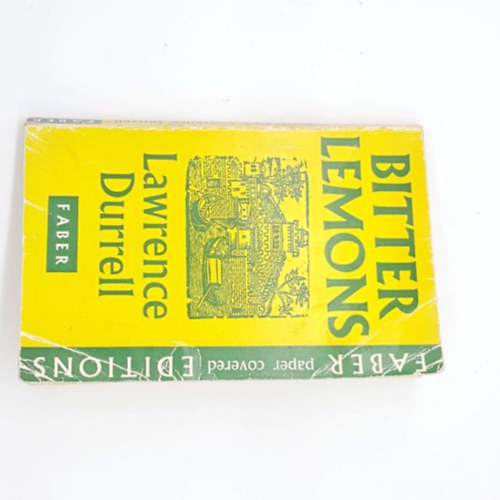 BITTER
LEMONS
Lawrence
Durrell
FABER
FABER paper covered EDITIONS